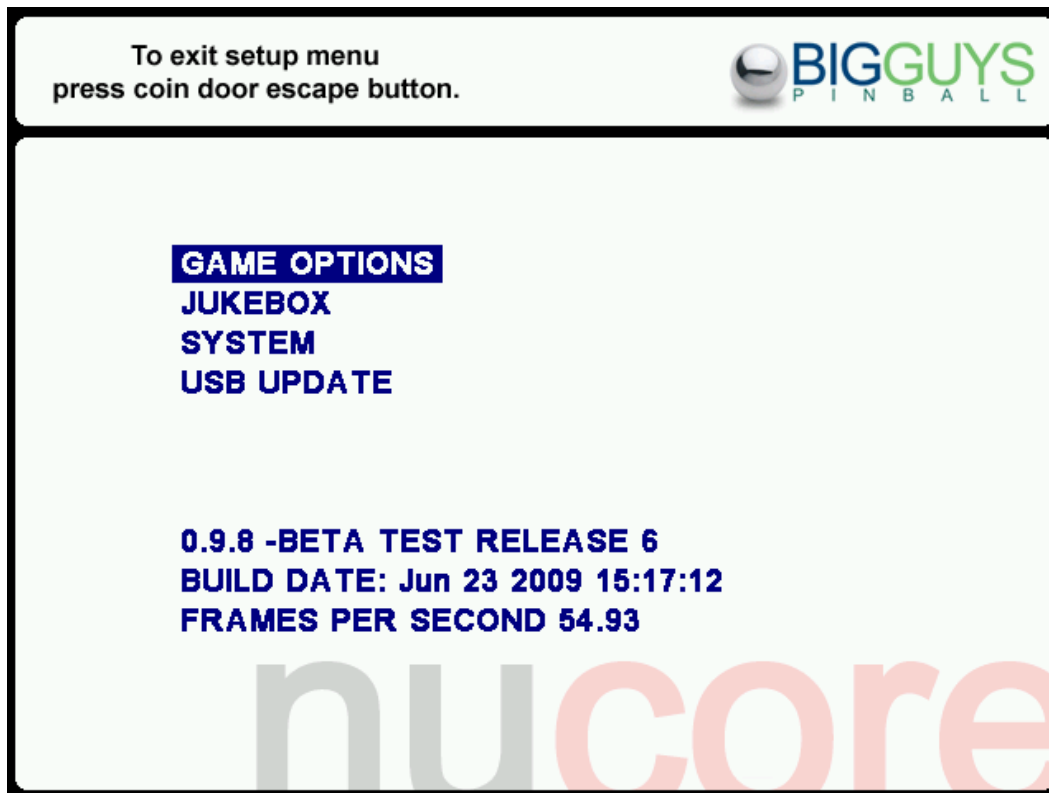 To exit setup menu
press coin door escape button.
BIGGUYS
PINBALL
GAME OPTIONS
JUKEBOX
SYSTEM
USB UPDATE
0.9.8 -BETA TEST RELEASE 6
BUILD DATE: Jun 23 2009 15:17:12
FRAMES PER SECOND 54.93
nucore